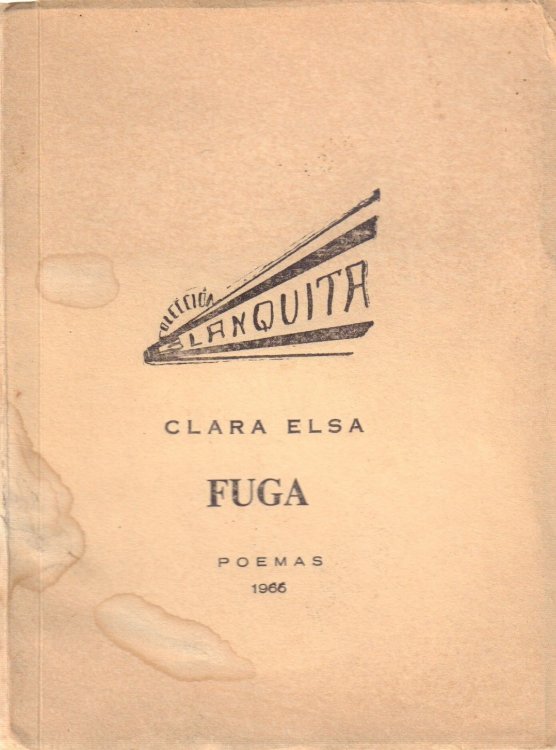 COLECCIÓN
BLANQUITA
CLARA ELSA
FUGA
POEMAS
1966